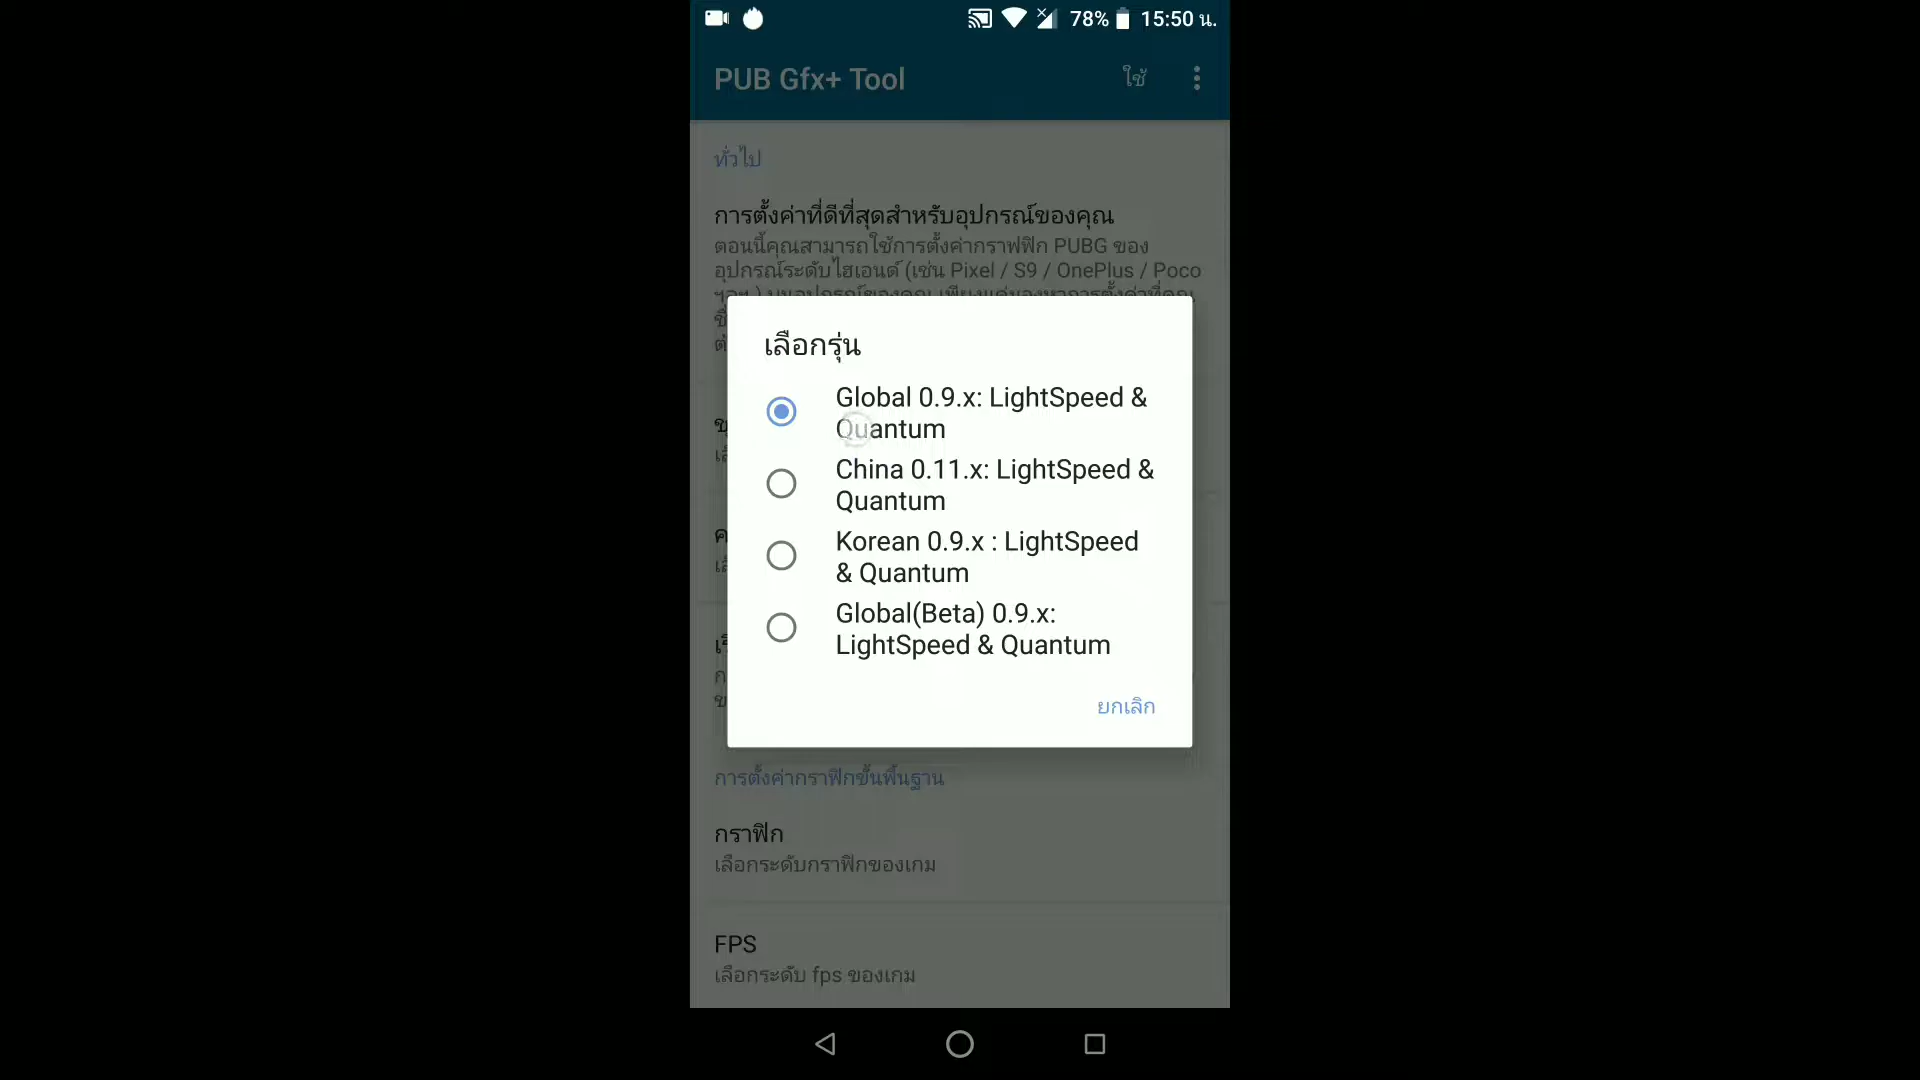 78% 15:50 น.
PUB Gfx+ Tool ใช้
ทั่วไป
การตั้งค่าที่ดีที่สุดสำหรับอุปกรณ์ของคุณ
ตอนนี้คุณสามารถใช้การตั้งค่ากราฟฟิก PUBG ของ
อุปกรณ์ระดับไฮเอนด์ (เช่น Pixel / S9 / OnePlus / Poco
เลือกรุ่น
Global 0.9.x: LightSpeed &
Quantum
China 0.11.x: LightSpeed &
Quantum
Korean 0.9.x : LightSpeed
& Quantum
Global(Beta) 0.9.x:
LightSpeed & Quantum
ยกเลิก
การตั้งค่ากราฟิกขั้นพื้นฐาน
กราฟิก
เลือกระดับกราฟิกของเกม
FPS
เลือกระดับ fps ของเกม